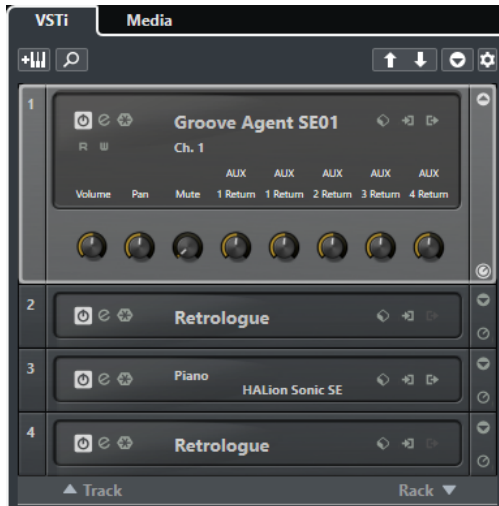 VSTi Media
1
Groove Agent SE01
R W Ch. 1
AUX AUX AUX AUX AUX
Volume Pan Mute 1 Return 1 Return 2 Return 3 Return 4 Return
2
Retrologue
3
Piano
HALion Sonic SE
4
Retrologue
Track Rack